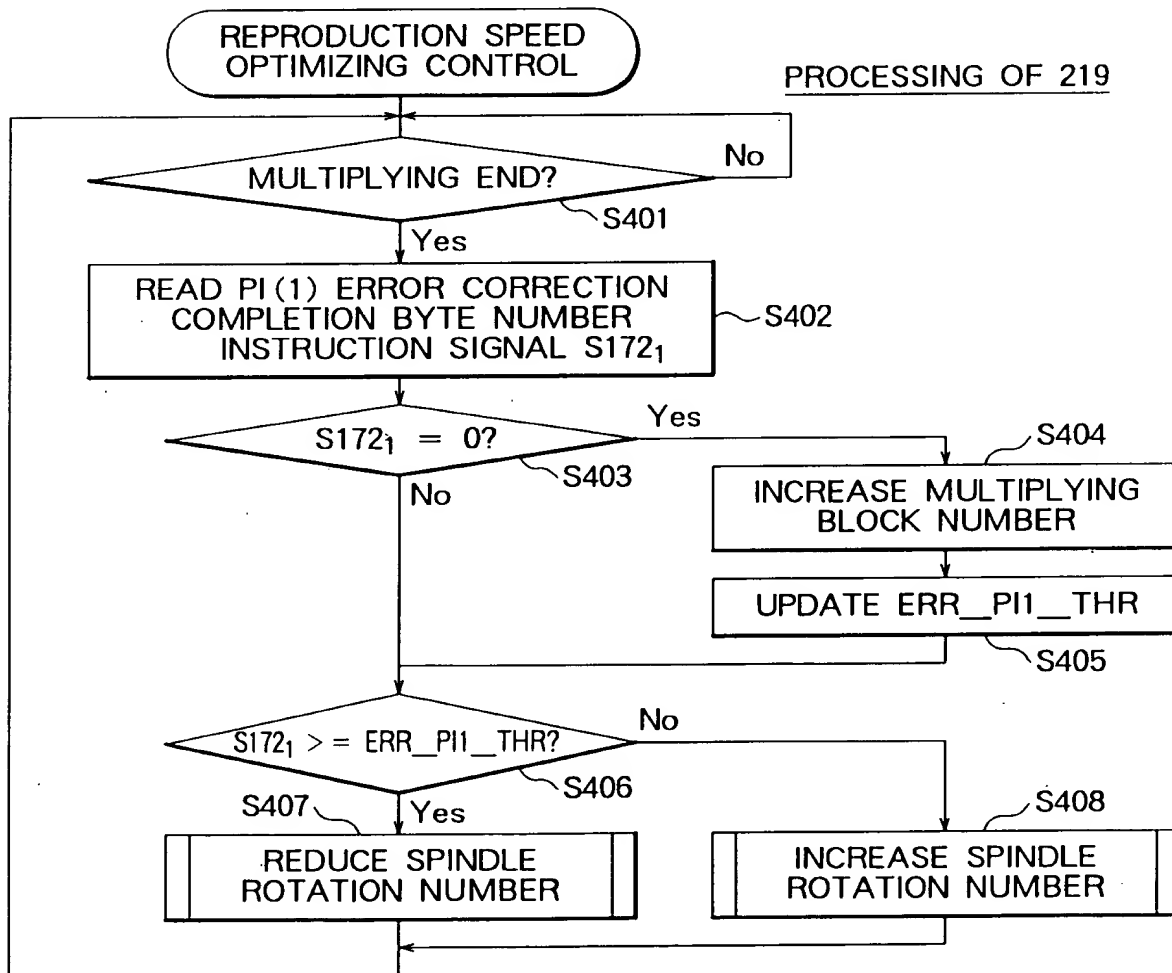 REPRODUCTION SPEED
OPTIMIZING CONTROL
PROCESSING OF 219
MULTIPLYING END?
No
S401
Yes
READ PI(1) ERROR CORRECTION
COMPLETION BYTE NUMBER
INSTRUCTION SIGNAL S172₁
S402
S172₁ = 0?
Yes
S403
No
S404
INCREASE MULTIPLYING
BLOCK NUMBER
UPDATE ERR__PI1__THR
S405
S172₁ >= ERR__PI1__THR?
No
S406
Yes
S407
REDUCE SPINDLE
ROTATION NUMBER
S408
INCREASE SPINDLE
ROTATION NUMBER